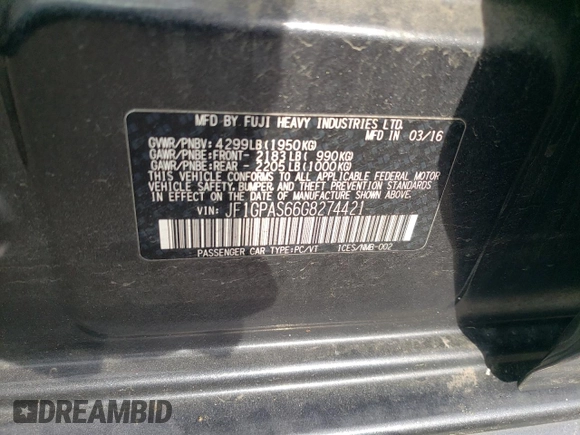 MFD BY FUJI HEAVY INDUSTRIES LTD.
MFD IN 03/16
GVWR/PNBV: 4299LB(1950KG)
GAWR/PNBE:FRONT- 2183LB( 990KG)
GAWR/PNBE:REAR - 2205LB(1000KG)
THIS VEHICLE CONFORMS TO ALL APPLICABLE FEDERAL MOTOR
VEHICLE SAFETY, BUMPER, AND THEFT PREVENTION STANDARDS
IN EFFECT ON THE DATE OF MANUFACTURE SHOWN ABOVE.
VIN: JF1GPAS66G8274421
PASSENGER CAR TYPE:PC/VT 1CES/NMB-002
DREAMBID